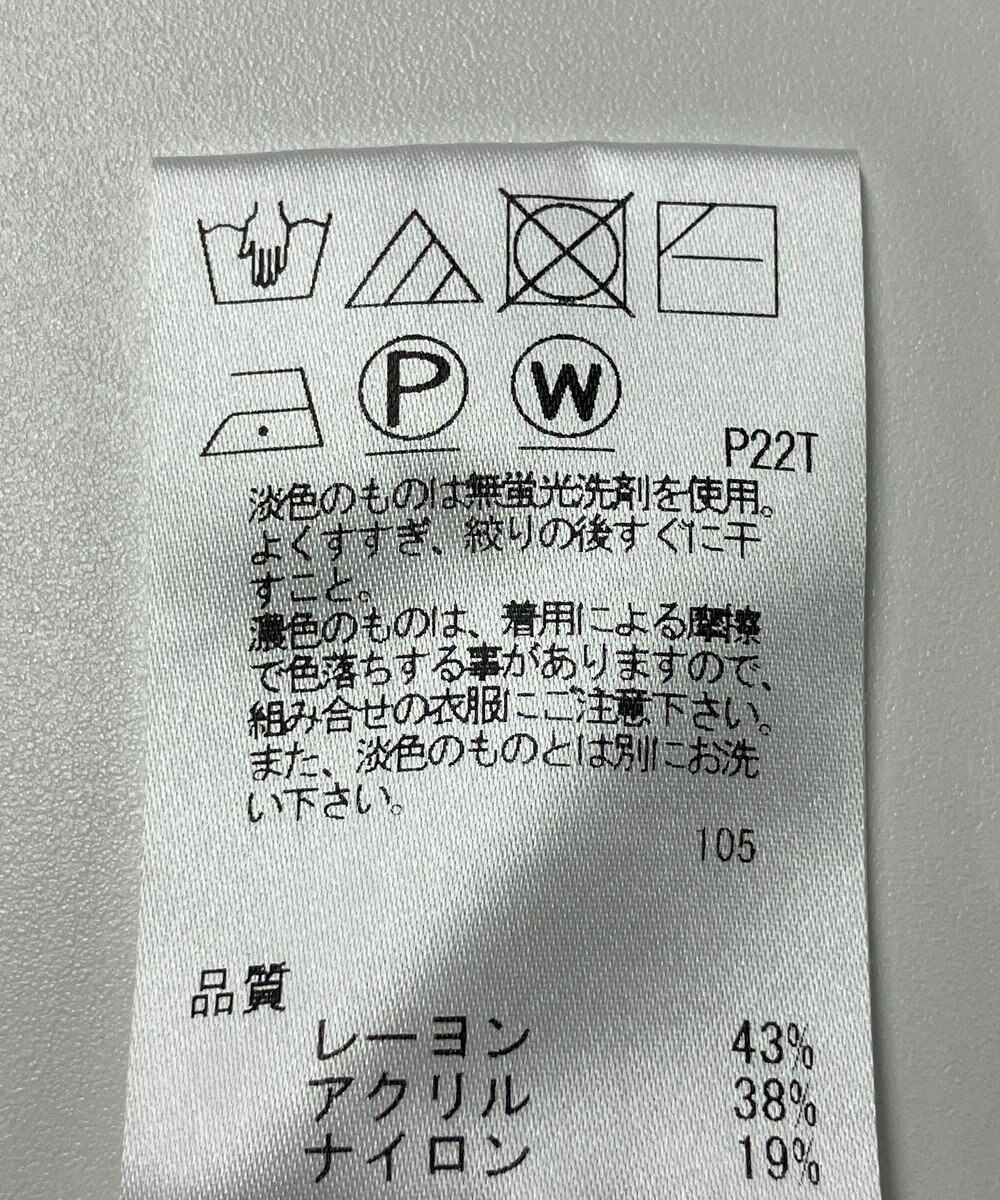 P W
P22T
淡色のものは無蛍光洗剤を使用。
よくすすぎ、絞りの後すぐに干
すこと。
濃色のものは、着用による摩擦
で色落ちする事がありますので、
組み合せの衣服にご注意下さい。
また、淡色のものとは別にお洗
い下さい。
105
品質
レーヨン 43%
アクリル 38%
ナイロン 19%